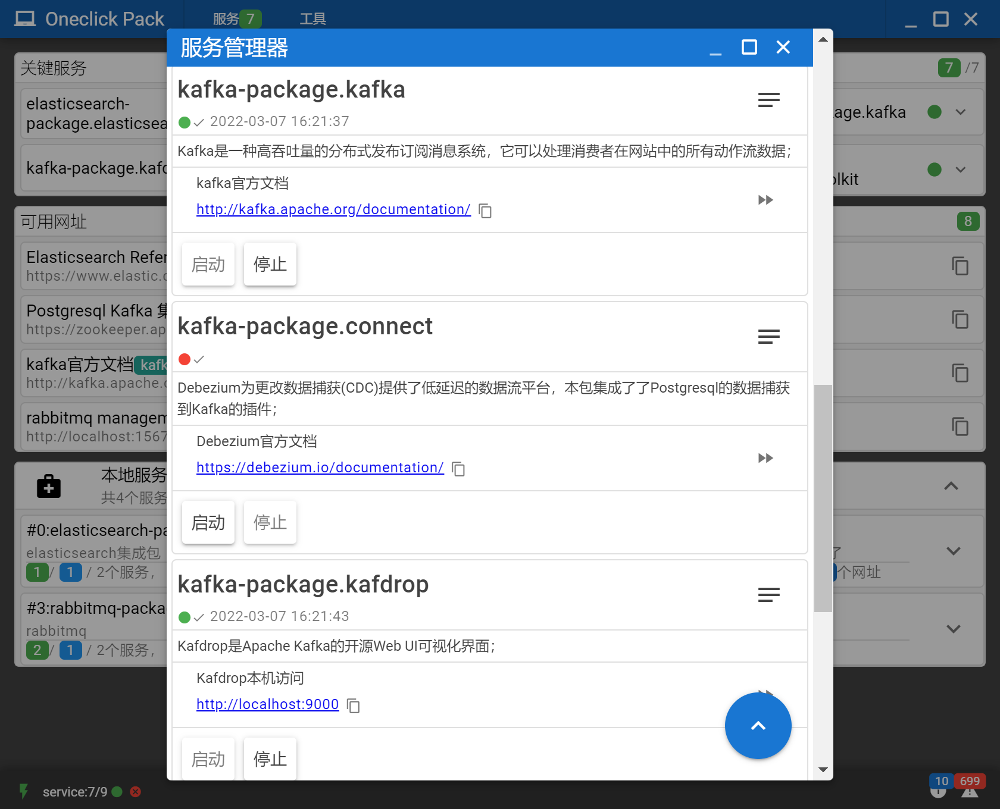 Oneclick Pack
服务 7
工具
服务管理器
关键服务
7 /7
elasticsearch-
package.elasticsea
kafka-package.kafd
age.kafka
olkit
可用网址
8
Elasticsearch Refer
https://www.elastic.c
Postgresql Kafka 集
https://zookeeper.ap
kafka官方文档 kafk
http://kafka.apache.o
rabbitmq managem
http://localhost:1567
本地服务
共4个服务
#0:elasticsearch-pa
elasticsearch集成包
1 / 1 / 2个服务，
了
个网址
#3:rabbitmq-packa
rabbitmq
2 / 1 / 2个服务，
kafka-package.kafka
2022-03-07 16:21:37
Kafka是一种高吞吐量的分布式发布订阅消息系统，它可以处理消费者在网站中的所有动作流数据；
kafka官方文档
http://kafka.apache.org/documentation/
启动 停止
kafka-package.connect
Debezium为更改数据捕获(CDC)提供了低延迟的数据流平台，本包集成了了Postgresql的数据捕获
到Kafka的插件；
Debezium官方文档
https://debezium.io/documentation/
启动 停止
kafka-package.kafdrop
2022-03-07 16:21:43
Kafdrop是Apache Kafka的开源Web UI可视化界面；
Kafdrop本机访问
http://localhost:9000
启动 停止
service:7/9
10 699